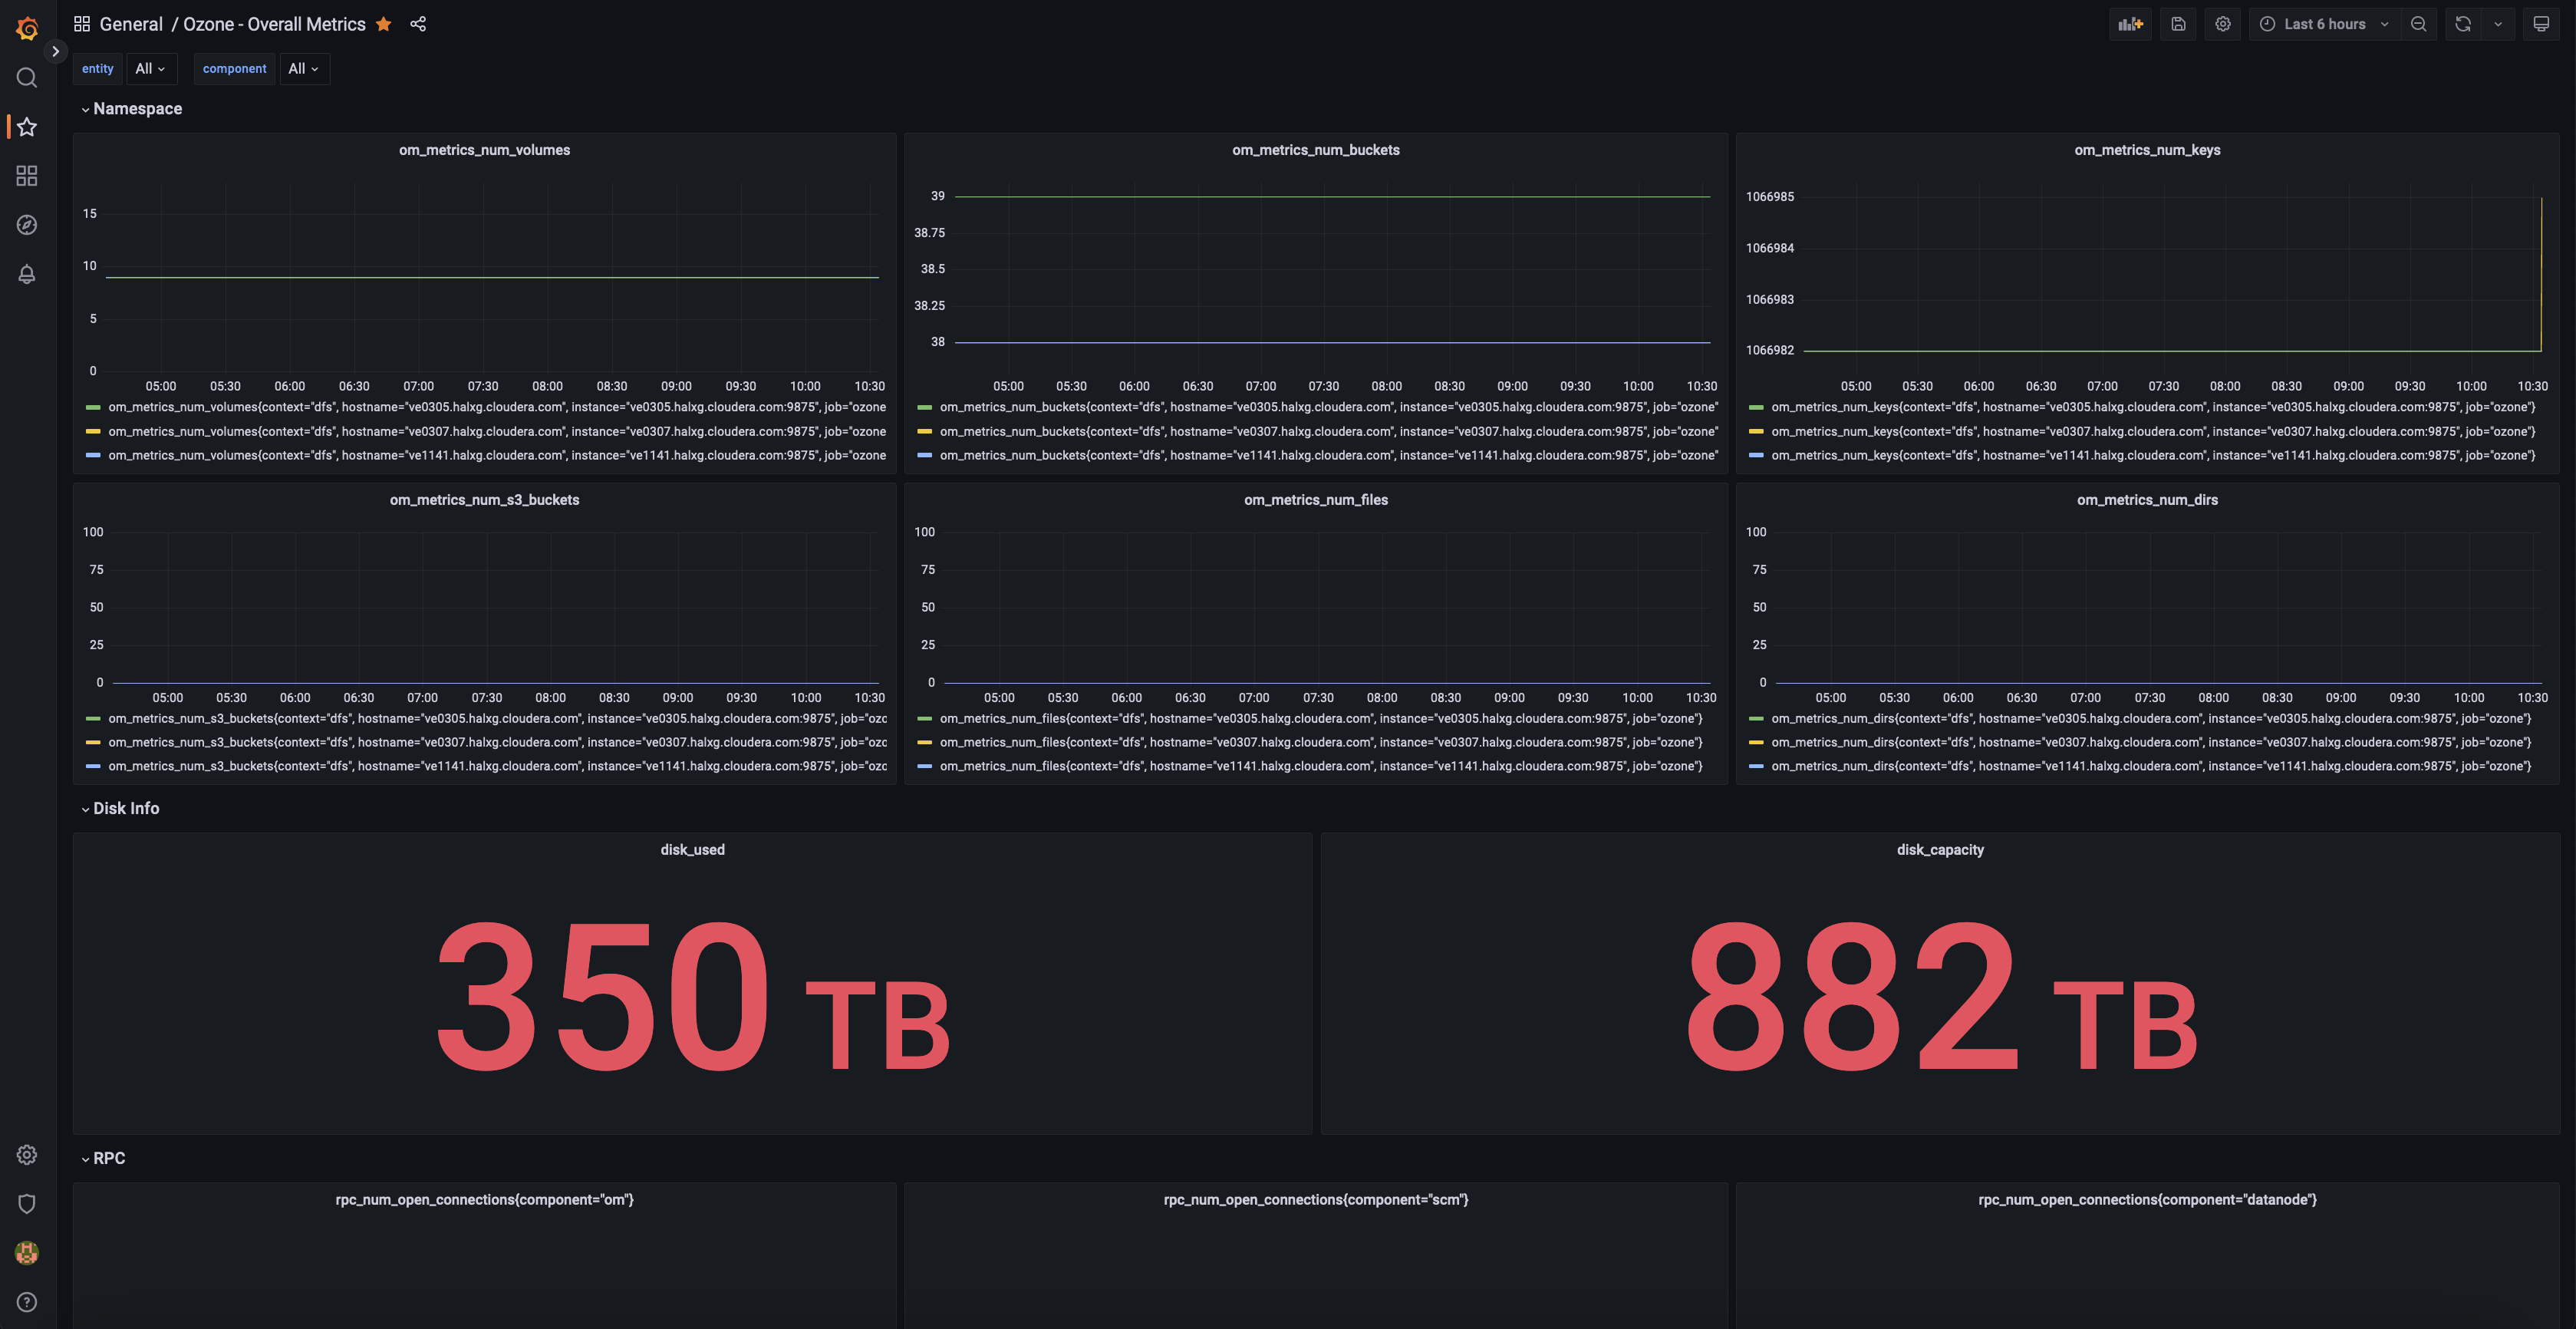 General / Ozone - Overall Metrics
Last 6 hours
entity All component All
Namespace
om_metrics_num_volumes
15
10
5
0
05:00 05:30 06:00 06:30 07:00 07:30 08:00 08:30 09:00 09:30 10:00 10:30
om_metrics_num_volumes{context="dfs", hostname="ve0305.halxg.cloudera.com", instance="ve0305.halxg.cloudera.com:9875", job="ozone
om_metrics_num_volumes{context="dfs", hostname="ve0307.halxg.cloudera.com", instance="ve0307.halxg.cloudera.com:9875", job="ozone
om_metrics_num_volumes{context="dfs", hostname="ve1141.halxg.cloudera.com", instance="ve1141.halxg.cloudera.com:9875", job="ozone
om_metrics_num_buckets
39
38.75
38.5
38.25
38
05:00 05:30 06:00 06:30 07:00 07:30 08:00 08:30 09:00 09:30 10:00 10:30
om_metrics_num_buckets{context="dfs", hostname="ve0305.halxg.cloudera.com", instance="ve0305.halxg.cloudera.com:9875", job="ozone"
om_metrics_num_buckets{context="dfs", hostname="ve0307.halxg.cloudera.com", instance="ve0307.halxg.cloudera.com:9875", job="ozone"
om_metrics_num_buckets{context="dfs", hostname="ve1141.halxg.cloudera.com", instance="ve1141.halxg.cloudera.com:9875", job="ozone"
om_metrics_num_keys
1066985
1066984
1066983
1066982
05:00 05:30 06:00 06:30 07:00 07:30 08:00 08:30 09:00 09:30 10:00 10:30
om_metrics_num_keys{context="dfs", hostname="ve0305.halxg.cloudera.com", instance="ve0305.halxg.cloudera.com:9875", job="ozone"}
om_metrics_num_keys{context="dfs", hostname="ve0307.halxg.cloudera.com", instance="ve0307.halxg.cloudera.com:9875", job="ozone"}
om_metrics_num_keys{context="dfs", hostname="ve1141.halxg.cloudera.com", instance="ve1141.halxg.cloudera.com:9875", job="ozone"}
om_metrics_num_s3_buckets
100
75
50
25
0
05:00 05:30 06:00 06:30 07:00 07:30 08:00 08:30 09:00 09:30 10:00 10:30
om_metrics_num_s3_buckets{context="dfs", hostname="ve0305.halxg.cloudera.com", instance="ve0305.halxg.cloudera.com:9875", job="ozo
om_metrics_num_s3_buckets{context="dfs", hostname="ve0307.halxg.cloudera.com", instance="ve0307.halxg.cloudera.com:9875", job="ozo
om_metrics_num_s3_buckets{context="dfs", hostname="ve1141.halxg.cloudera.com", instance="ve1141.halxg.cloudera.com:9875", job="ozo
om_metrics_num_files
100
75
50
25
0
05:00 05:30 06:00 06:30 07:00 07:30 08:00 08:30 09:00 09:30 10:00 10:30
om_metrics_num_files{context="dfs", hostname="ve0305.halxg.cloudera.com", instance="ve0305.halxg.cloudera.com:9875", job="ozone"}
om_metrics_num_files{context="dfs", hostname="ve0307.halxg.cloudera.com", instance="ve0307.halxg.cloudera.com:9875", job="ozone"}
om_metrics_num_files{context="dfs", hostname="ve1141.halxg.cloudera.com", instance="ve1141.halxg.cloudera.com:9875", job="ozone"}
om_metrics_num_dirs
100
75
50
25
0
05:00 05:30 06:00 06:30 07:00 07:30 08:00 08:30 09:00 09:30 10:00 10:30
om_metrics_num_dirs{context="dfs", hostname="ve0305.halxg.cloudera.com", instance="ve0305.halxg.cloudera.com:9875", job="ozone"}
om_metrics_num_dirs{context="dfs", hostname="ve0307.halxg.cloudera.com", instance="ve0307.halxg.cloudera.com:9875", job="ozone"}
om_metrics_num_dirs{context="dfs", hostname="ve1141.halxg.cloudera.com", instance="ve1141.halxg.cloudera.com:9875", job="ozone"}
Disk Info
disk_used
350 TB
disk_capacity
882 TB
RPC
rpc_num_open_connections{component="om"}
rpc_num_open_connections{component="scm"}
rpc_num_open_connections{component="datanode"}